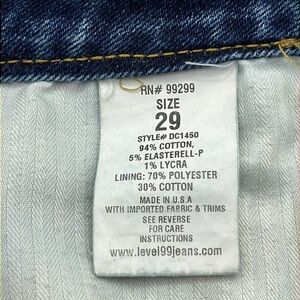 RN# 99299
SIZE
29
STYLE# DC1450
94% COTTON,
5% ELASTERELL-P
1% LYCRA
LINING: 70% POLYESTER
30% COTTON
MADE IN U.S.A
WITH IMPORTED FABRIC & TRIMS
SEE REVERSE
FOR CARE
INSTRUCTIONS
www.level99jeans.com